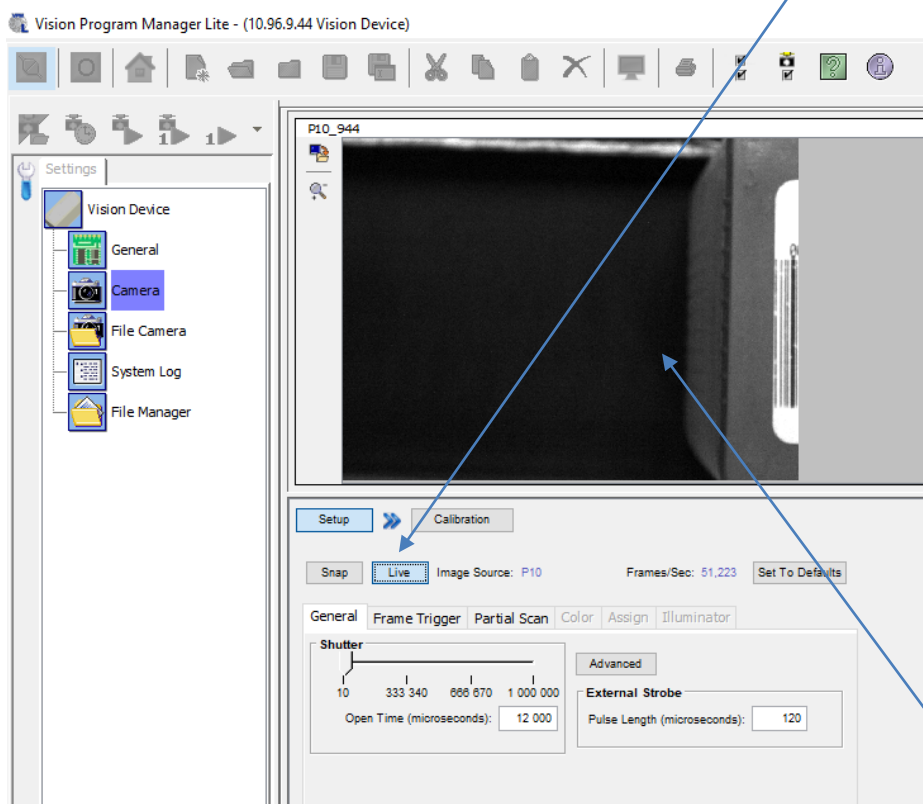 Vision Program Manager Lite - (10.96.9.44 Vision Device)
Settings
Vision Device
General
Camera
File Camera
System Log
File Manager
P10_944
Setup
Calibration
Snap
Live
Image Source: P10
Frames/Sec: 51,223
Set To Defaults
General
Frame Trigger
Partial Scan
Color
Assign
Illuminator
Shutter
10 333 340 666 670 1 000 000
Open Time (microseconds): 12 000
Advanced
External Strobe
Pulse Length (microseconds): 120